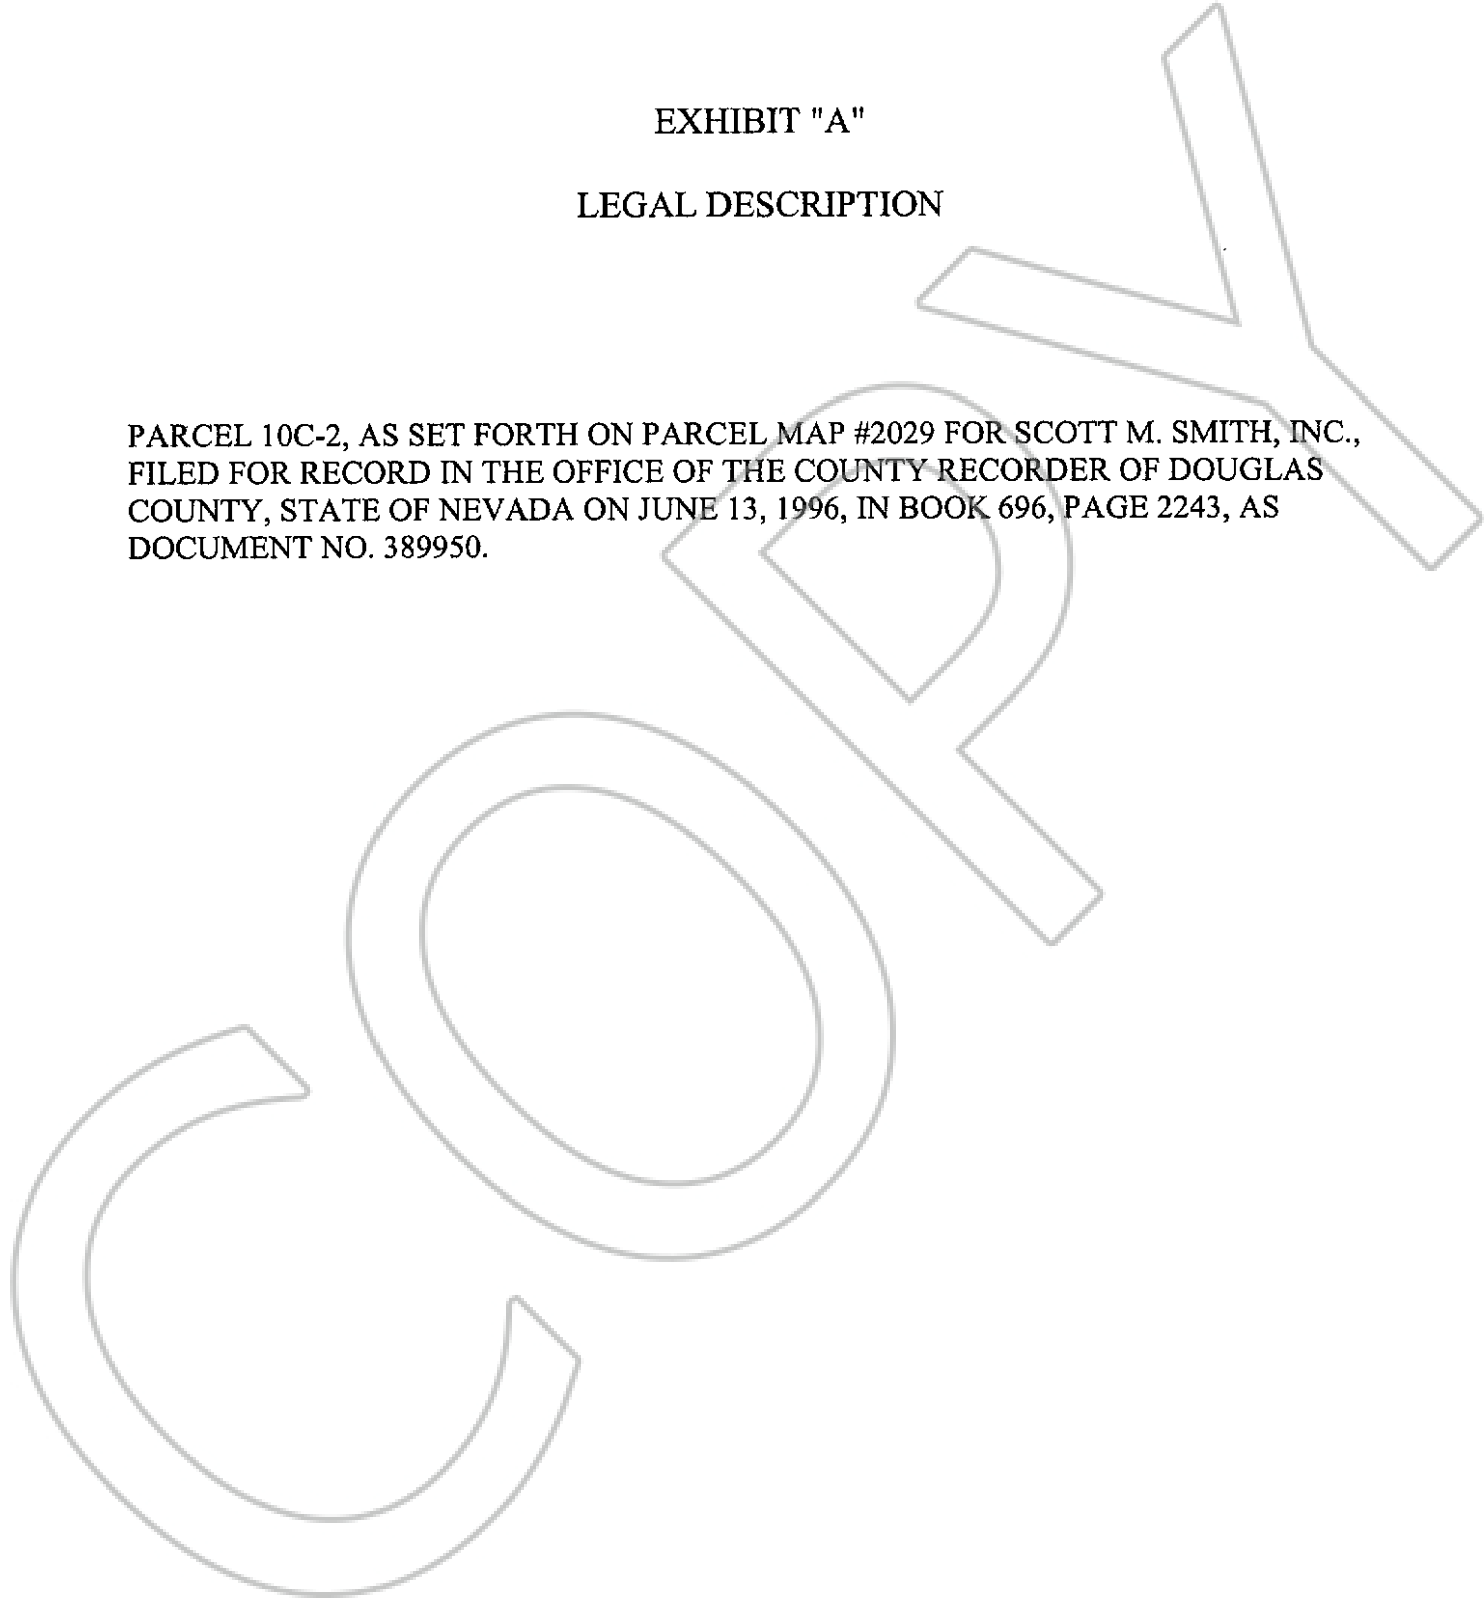 EXHIBIT "A"
LEGAL DESCRIPTION
PARCEL 10C-2, AS SET FORTH ON PARCEL MAP #2029 FOR SCOTT M. SMITH, INC.,
FILED FOR RECORD IN THE OFFICE OF THE COUNTY RECORDER OF DOUGLAS
COUNTY, STATE OF NEVADA ON JUNE 13, 1996, IN BOOK 696, PAGE 2243, AS
DOCUMENT NO. 389950.
COPY